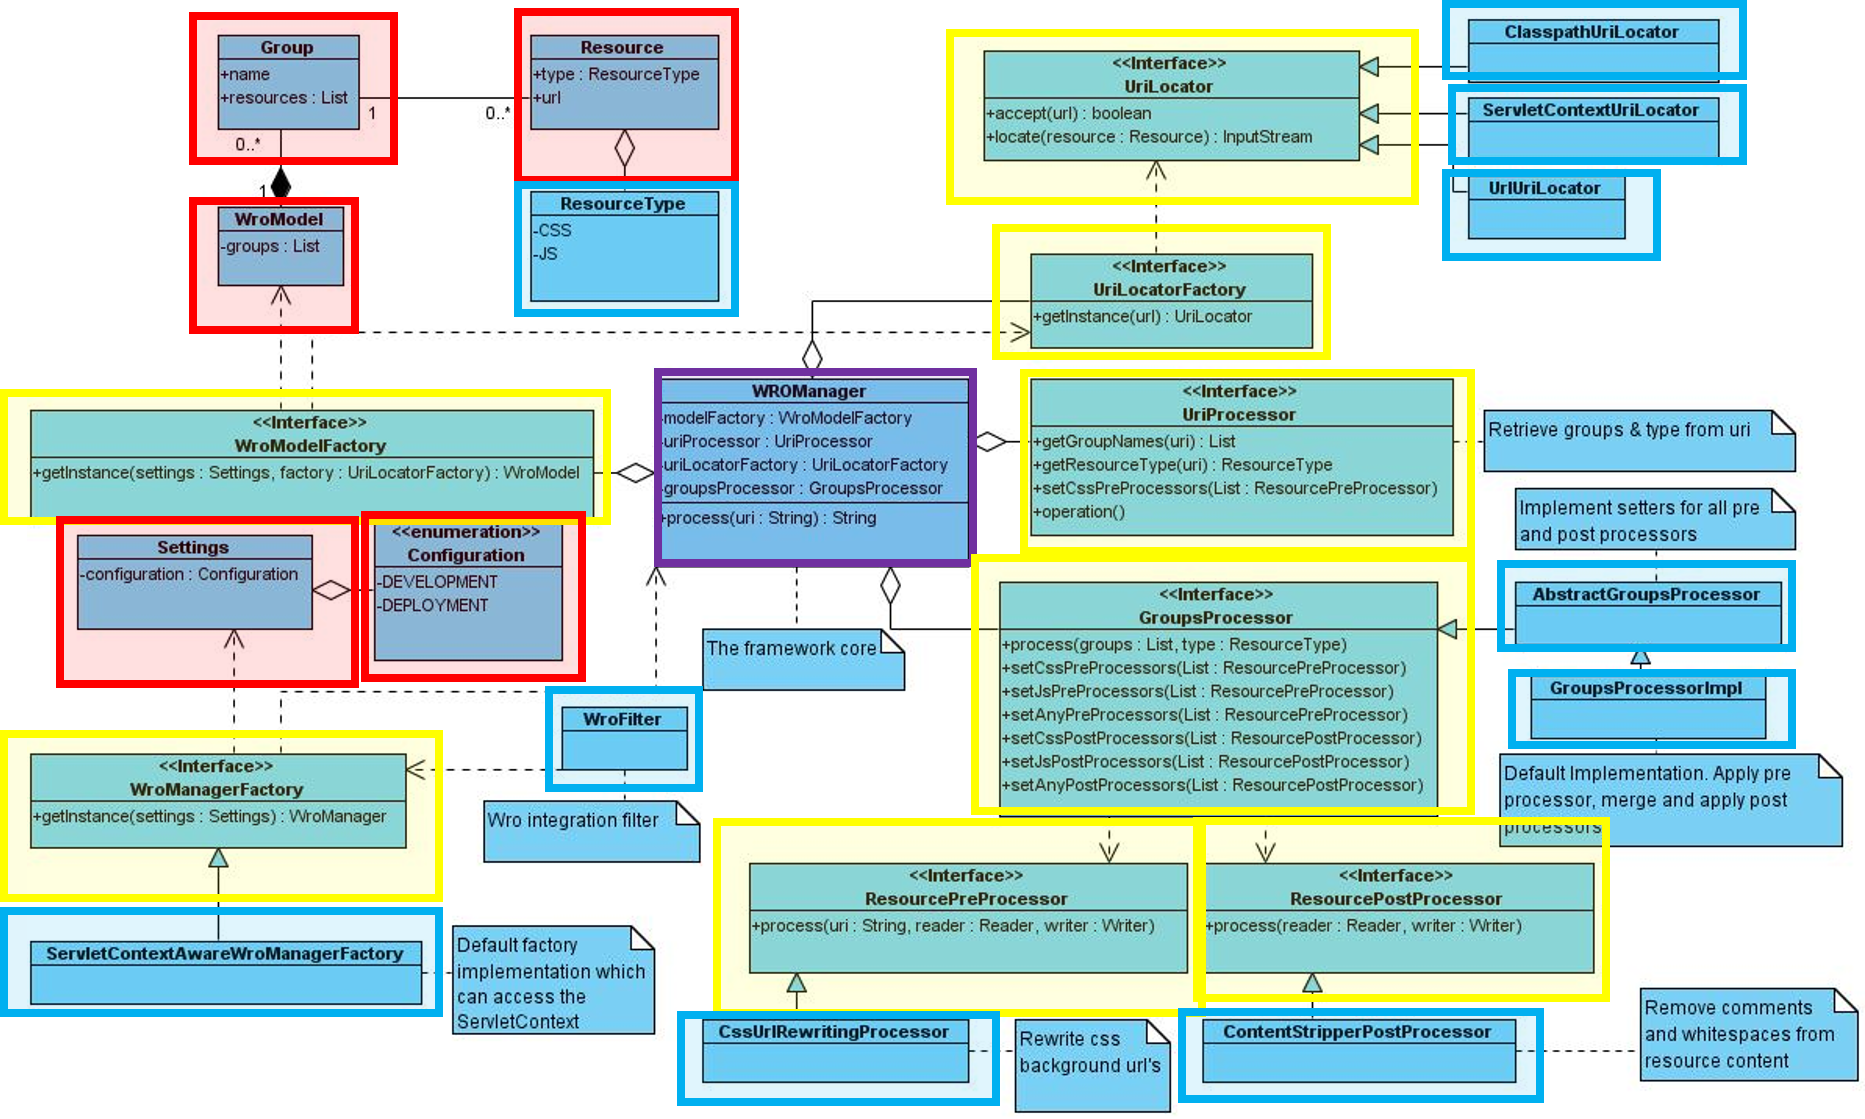 Group
+name
+resources : List
1
0..*
0..*
1
Resource
+type : ResourceType
+url
ResourceType
-CSS
-JS
WroModel
-groups : List
<<Interface>>
UriLocator
+accept(url) : boolean
+locate(resource : Resource) : InputStream
ClasspathUriLocator
ServletContextUriLocator
UrlUriLocator
<<Interface>>
UriLocatorFactory
+getInstance(url) : UriLocator
<<Interface>>
WroModelFactory
+getInstance(settings : Settings, factory : UriLocatorFactory) : WroModel
WROManager
-modelFactory : WroModelFactory
-uriProcessor : UriProcessor
-uriLocatorFactory : UriLocatorFactory
-groupsProcessor : GroupsProcessor
+process(uri : String) : String
<<Interface>>
UriProcessor
+getGroupNames(uri) : List
+getResourceType(uri) : ResourceType
+setCssPreProcessors(List : ResourcePreProcessor)
+operation()
Retrieve groups & type from uri
Implement setters for all pre
and post processors
Settings
-configuration : Configuration
<<enumeration>>
Configuration
-DEVELOPMENT
-DEPLOYMENT
The framework core
<<Interface>>
GroupsProcessor
+process(groups : List, type : ResourceType)
+setCssPreProcessors(List : ResourcePreProcessor)
+setJsPreProcessors(List : ResourcePreProcessor)
+setAnyPreProcessors(List : ResourcePreProcessor)
+setCssPostProcessors(List : ResourcePostProcessor)
+setJsPostProcessors(List : ResourcePostProcessor)
+setAnyPostProcessors(List : ResourcePostProcessor)
AbstractGroupsProcessor
GroupsProcessorImpl
Default Implementation. Apply pre
processor, merge and apply post
processors
WroFilter
Wro integration filter
<<Interface>>
WroManagerFactory
+getInstance(settings : Settings) : WroManager
ServletContextAwareWroManagerFactory
Default factory
implementation which
can access the
ServletContext
<<Interface>>
ResourcePreProcessor
+process(uri : String, reader : Reader, writer : Writer)
<<Interface>>
ResourcePostProcessor
+process(reader : Reader, writer : Writer)
CssUrlRewritingProcessor
Rewrite css
background url's
ContentStripperPostProcessor
Remove comments
and whitespaces from
resource content